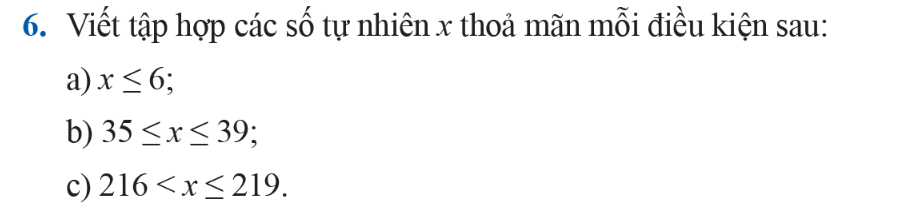 6. Viết tập hợp các số tự nhiên x thoả mãn mỗi điều kiện sau:
a) x ≤ 6;
b) 35 ≤ x ≤ 39;
c) 216 < x ≤ 219.